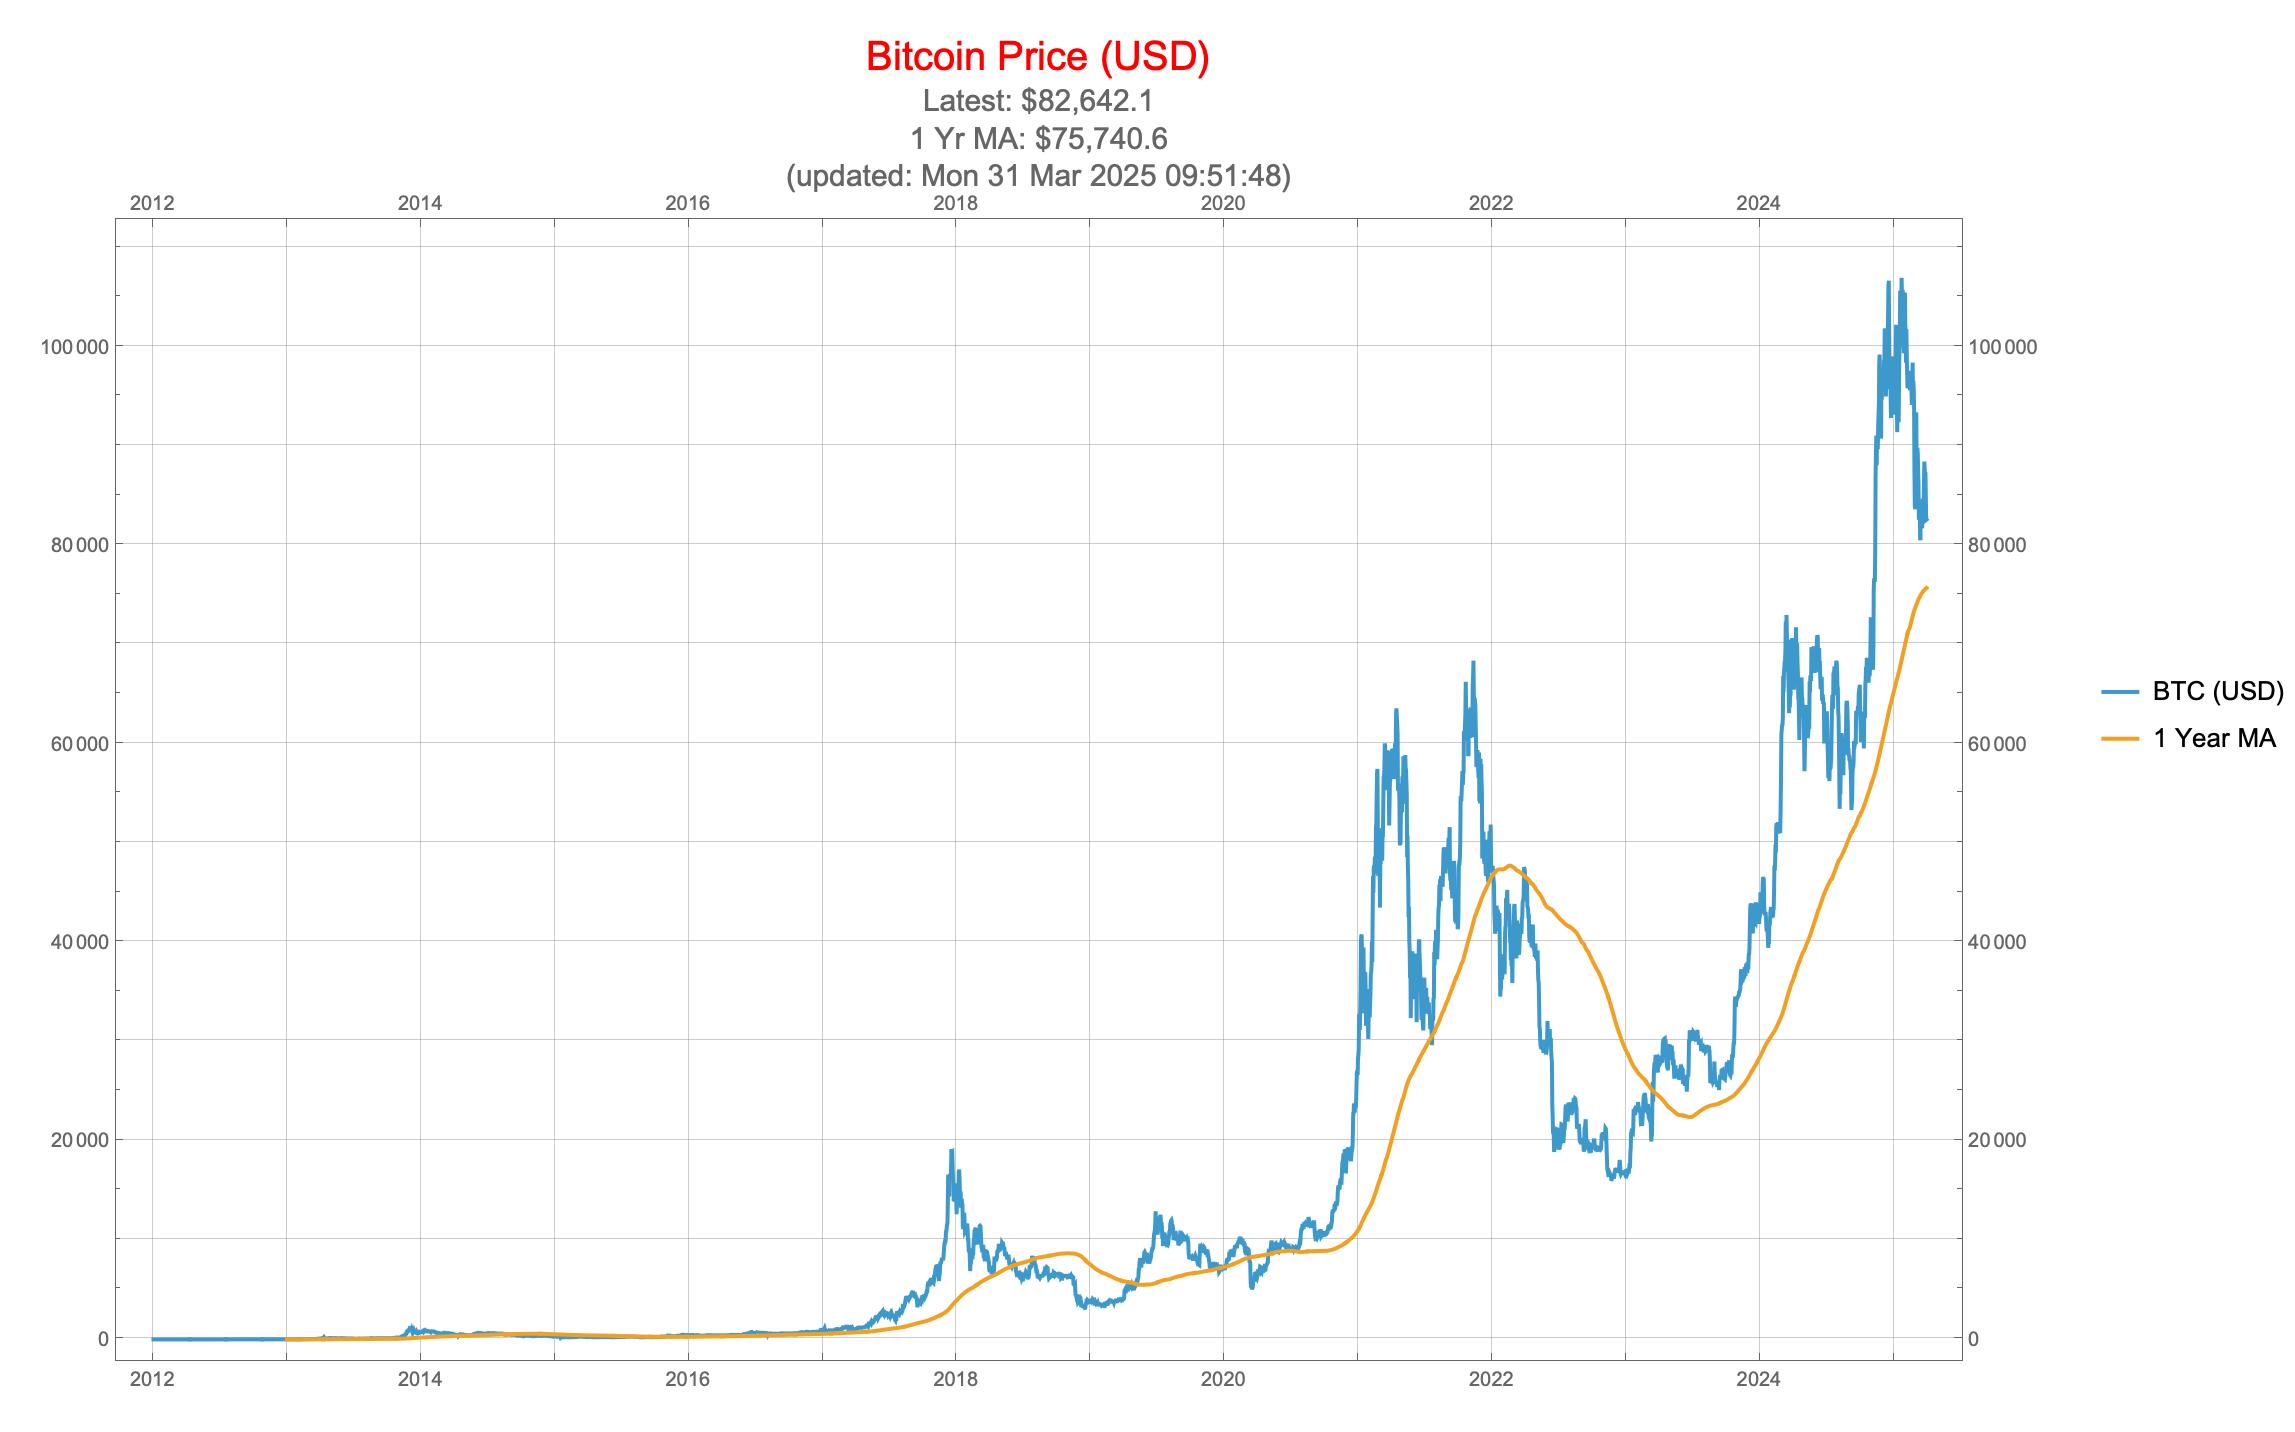 Bitcoin Price (USD)
Latest: $82,642.1
1 Yr MA: $75,740.6
(updated: Mon 31 Mar 2025 09:51:48)
2012 2014 2016 2018 2020 2022 2024
100 000 100 000
80 000 80 000
BTC (USD)
60 000 60 000 1 Year MA
40 000 40 000
20 000 20 000
0 0
2012 2014 2016 2018 2020 2022 2024